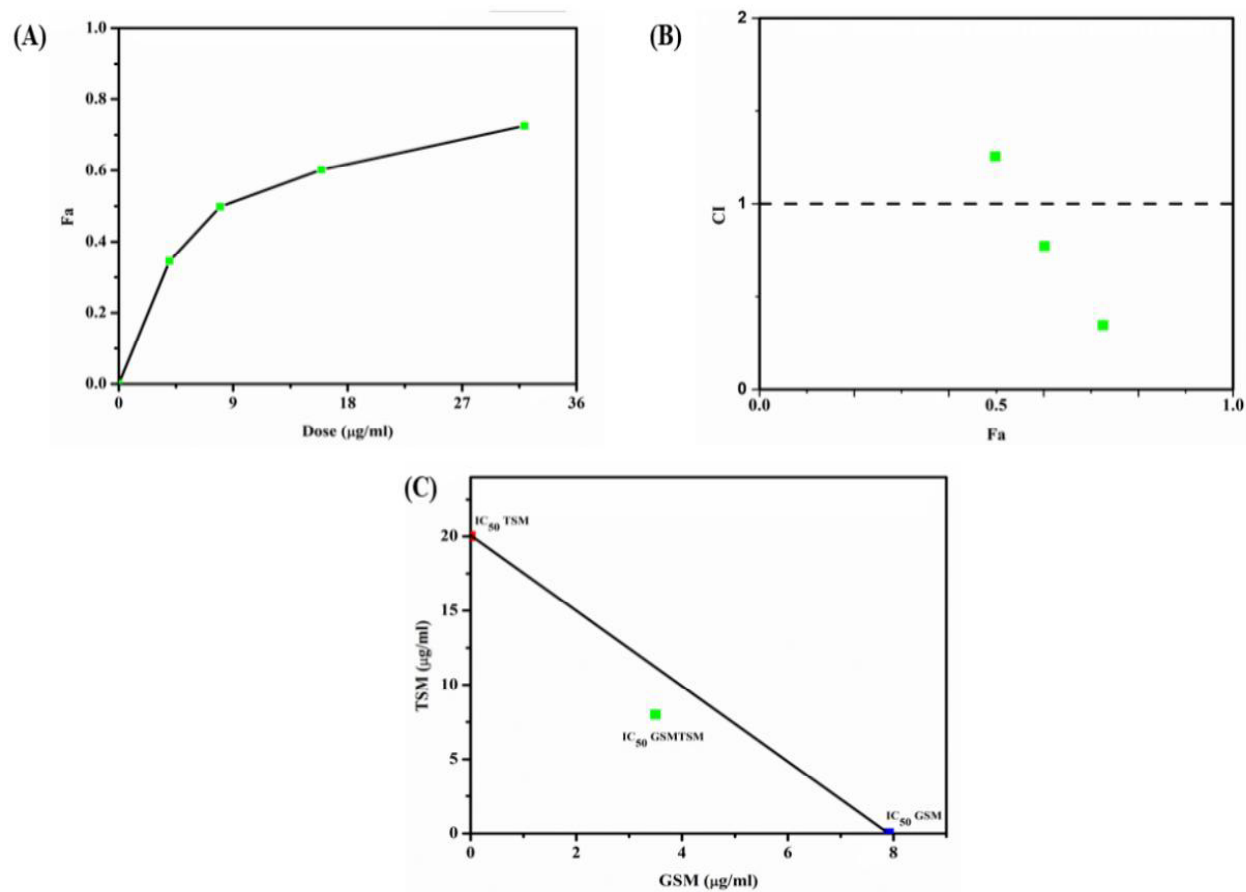 (A)
1.0
0.8
0.6
0.4
0.2
0.0
Fa
0 9 18 27 36
Dose (μg/ml)
(B)
2
1
0
CI
0.0 0.5 1.0
Fa
(C)
20
15
10
5
0
TSM (μg/ml)
IC50 TSM
IC50 GSMTSM
IC50 GSM
0 2 4 6 8
GSM (μg/ml)